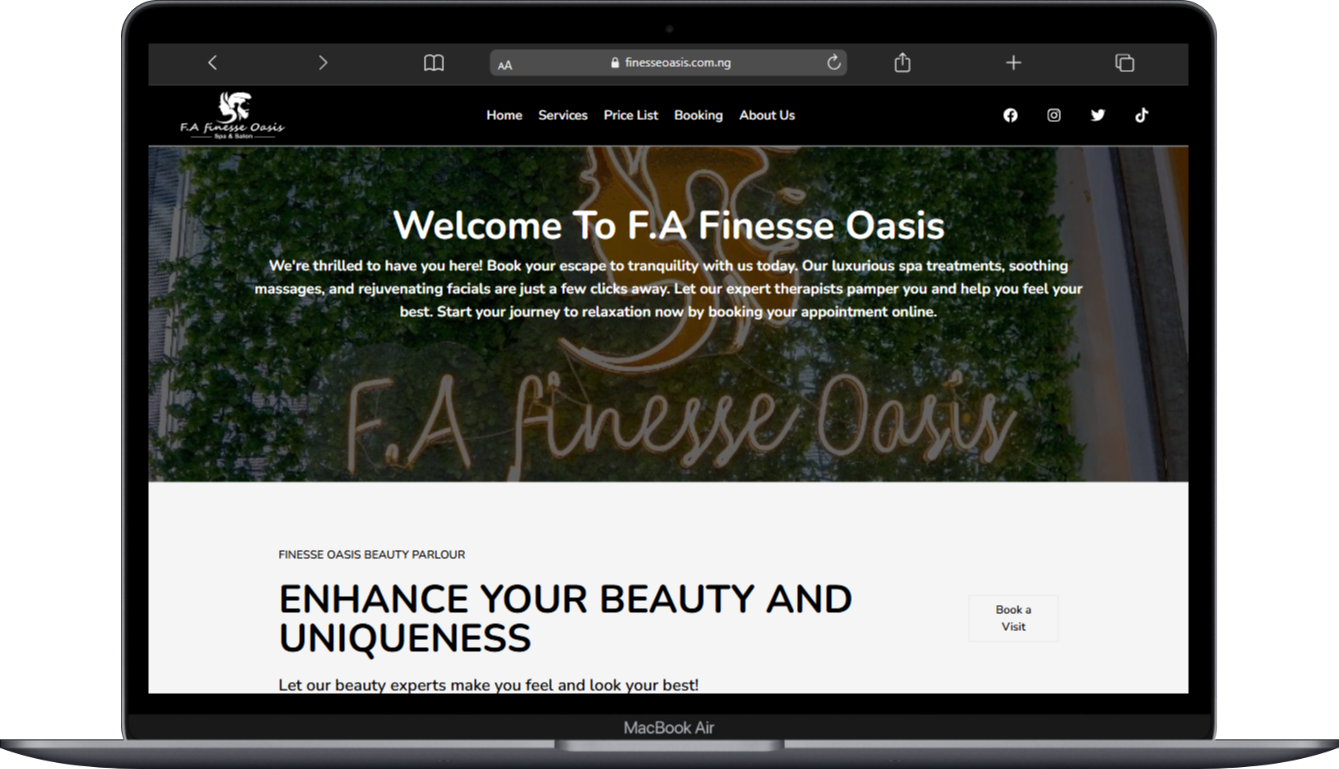 AA
finesseoasis.com.ng
F.A finesse Oasis
Spa & Salon
Home Services Price List Booking About Us
Welcome To F.A Finesse Oasis
We're thrilled to have you here! Book your escape to tranquility with us today. Our luxurious spa treatments, soothing
massages, and rejuvenating facials are just a few clicks away. Let our expert therapists pamper you and help you feel your
best. Start your journey to relaxation now by booking your appointment online.
F.A finesse Oasis
FINESSE OASIS BEAUTY PARLOUR
ENHANCE YOUR BEAUTY AND
UNIQUENESS
Book a
Visit
Let our beauty experts make you feel and look your best!
MacBook Air